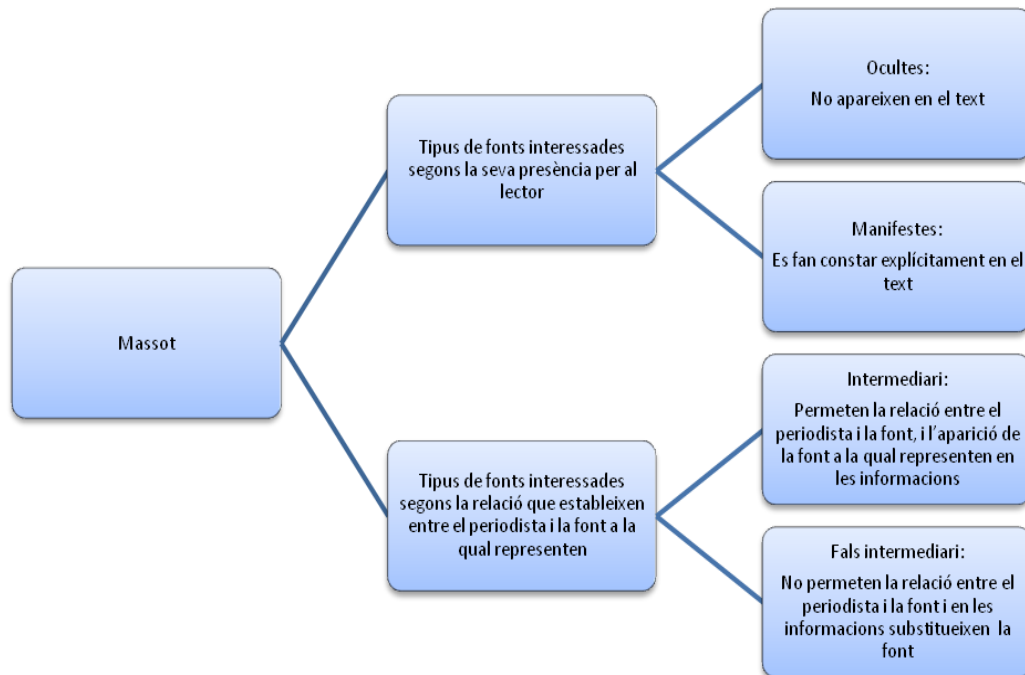 Massot
Tipus de fonts interessades
segons la seva presència per al
lector
Ocultes:
No apareixen en el text
Manifestes:
Es fan constar explícitament en el
text
Tipus de fonts interessades
segons la relació que estableixen
entre el periodista i la font a la
qual representen
Intermediari:
Permeten la relació entre el
periodista i la font, i l'aparició de
la font a la qual representen en
les informacions
Fals intermediari:
No permeten la relació entre el
periodista i la font i en les
informacions substitueixen la
font